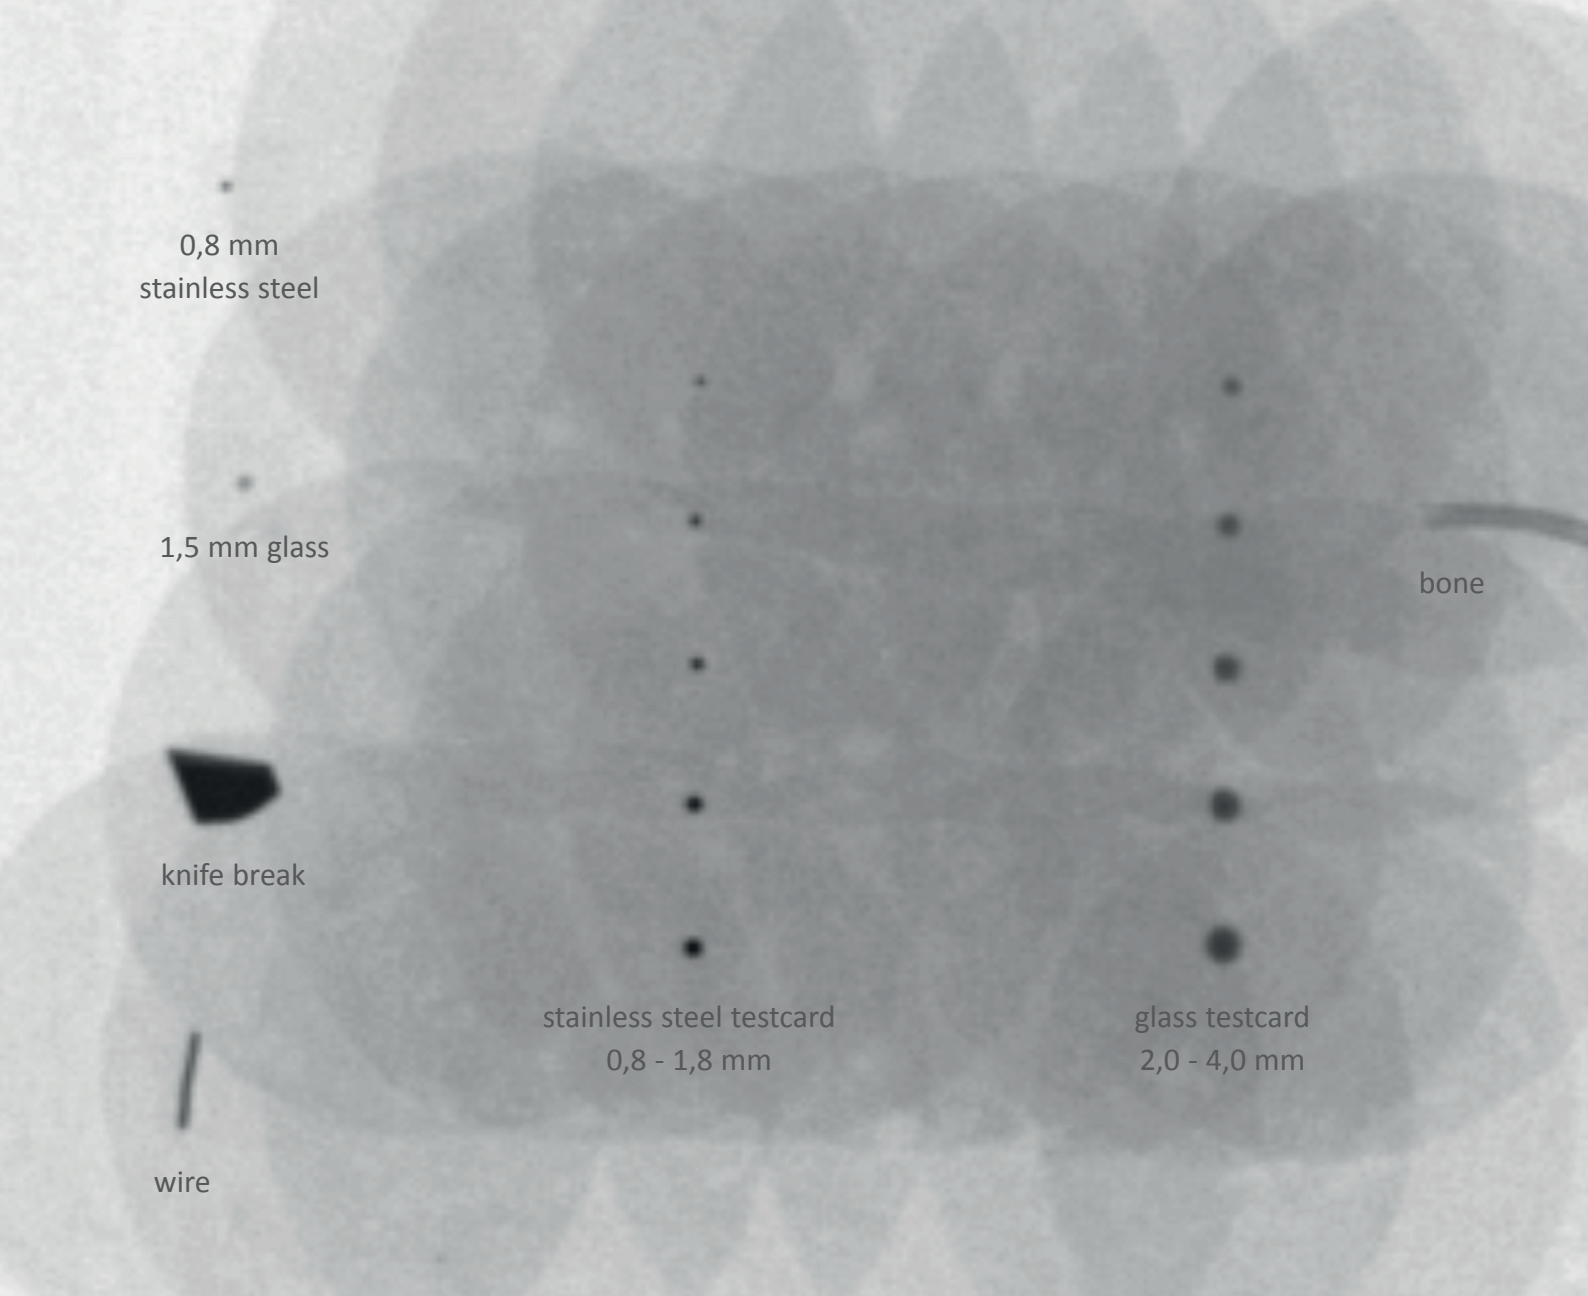 0,8 mm
stainless steel
1,5 mm glass
bone
knife break
stainless steel testcard
0,8 - 1,8 mm
glass testcard
2,0 - 4,0 mm
wire